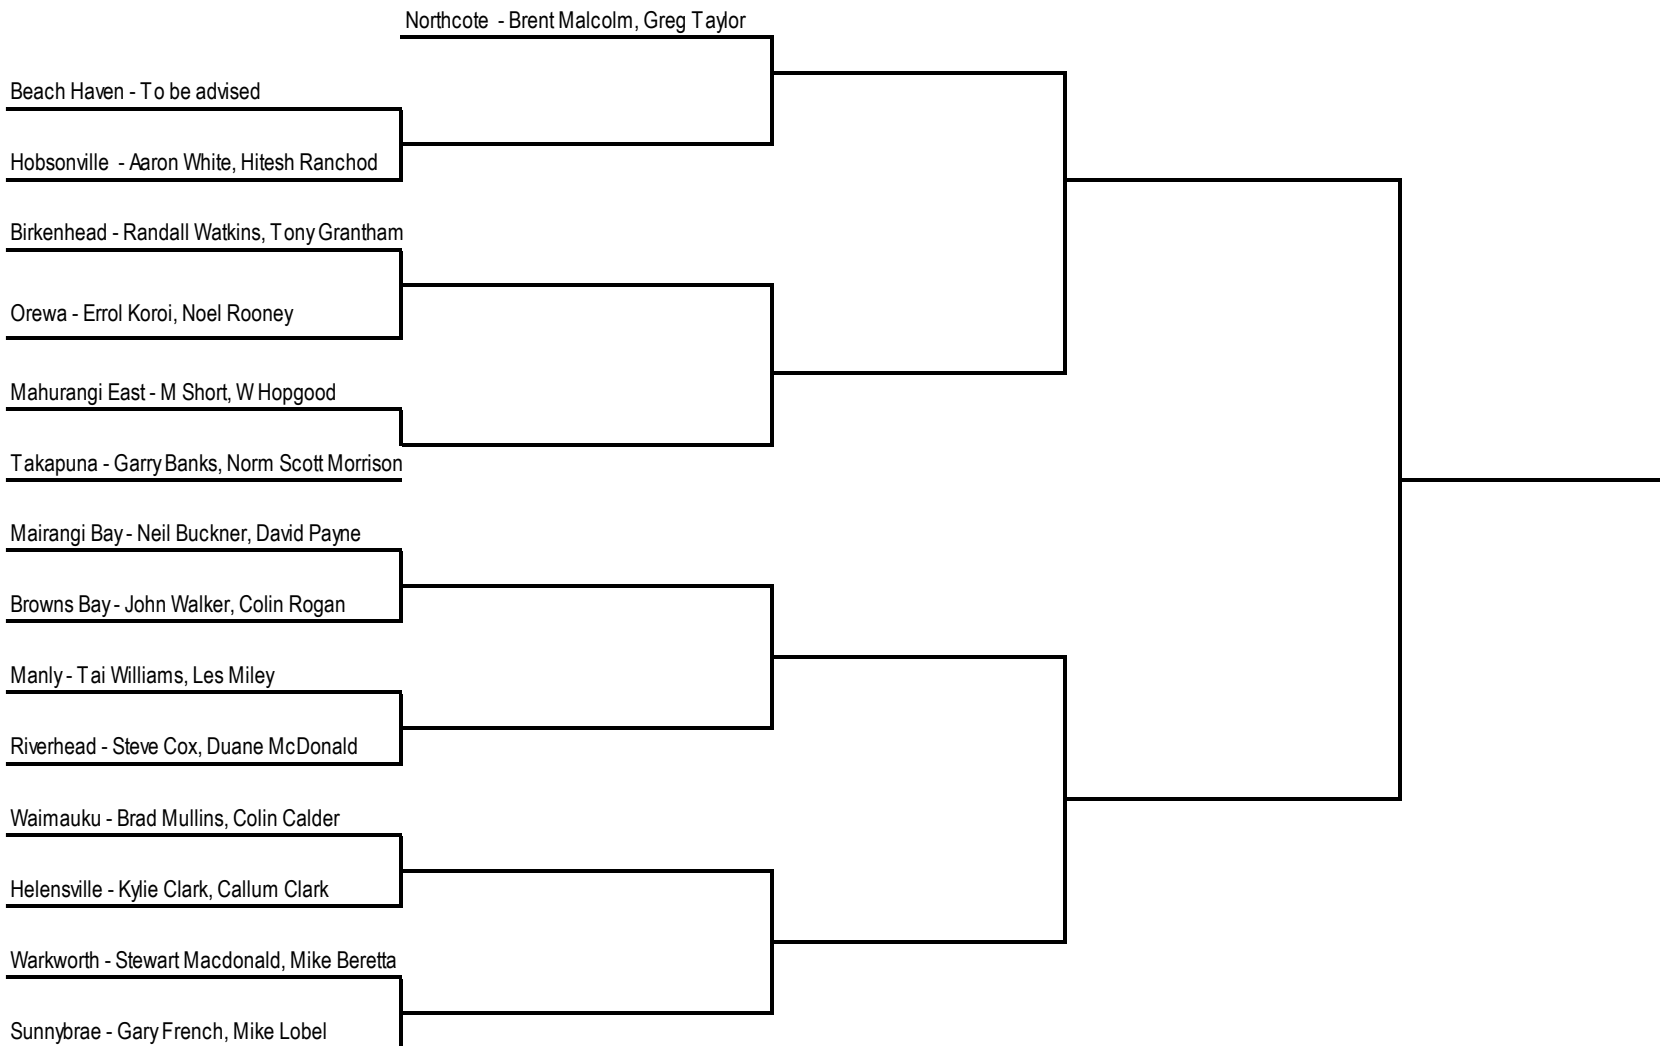 Northcote - Brent Malcolm, Greg Taylor
Beach Haven - To be advised
Hobsonville - Aaron White, Hitesh Ranchod
Birkenhead - Randall Watkins, Tony Grantham
Orewa - Errol Koroi, Noel Rooney
Mahurangi East - M Short, W Hopgood
Takapuna - Garry Banks, Norm Scott Morrison
Mairangi Bay - Neil Buckner, David Payne
Browns Bay - John Walker, Colin Rogan
Manly - Tai Williams, Les Miley
Riverhead - Steve Cox, Duane McDonald
Waimauku - Brad Mullins, Colin Calder
Helensville - Kylie Clark, Callum Clark
Warkworth - Stewart Macdonald, Mike Beretta
Sunnybrae - Gary French, Mike Lobel